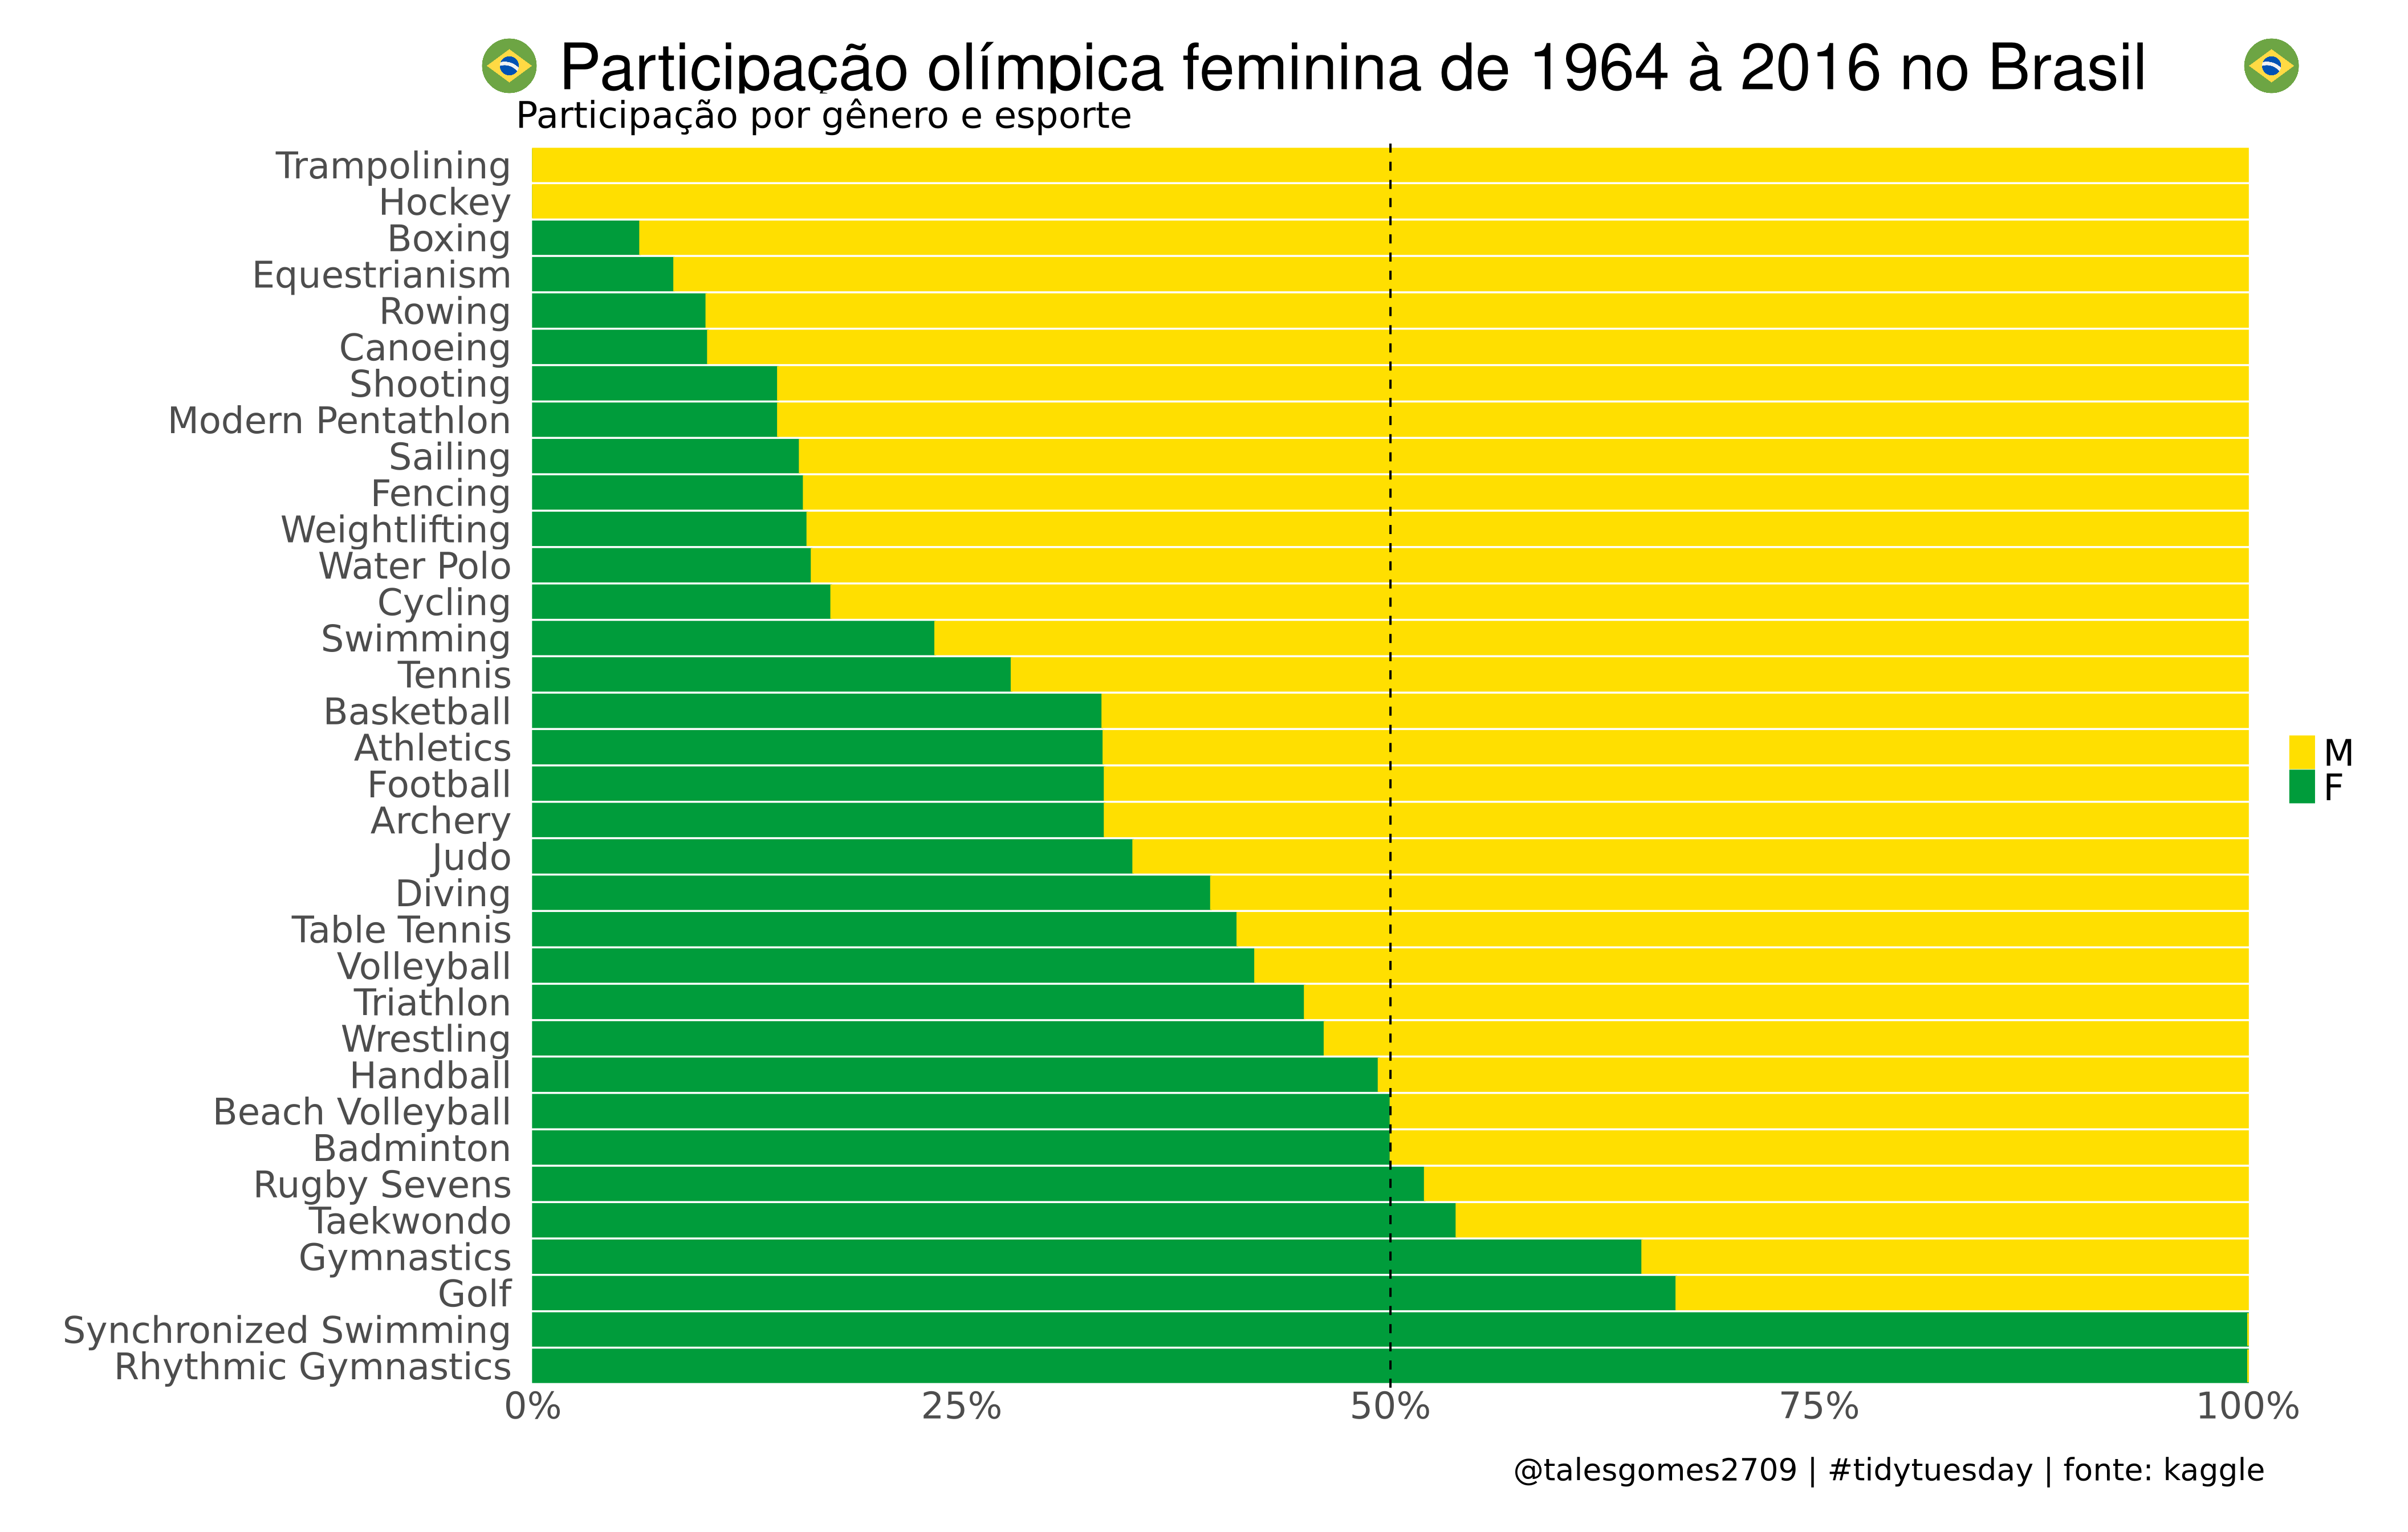 Participação olímpica feminina de 1964 à 2016 no Brasil
Participação por gênero e esporte
Trampolining
Hockey
Boxing
Equestrianism
Rowing
Canoeing
Shooting
Modern Pentathlon
Sailing
Fencing
Weightlifting
Water Polo
Cycling
Swimming
Tennis
Basketball
Athletics
Football
Archery
Judo
Diving
Table Tennis
Volleyball
Triathlon
Wrestling
Handball
Beach Volleyball
Badminton
Rugby Sevens
Taekwondo
Gymnastics
Golf
Synchronized Swimming
Rhythmic Gymnastics
0% 25% 50% 75% 100%
M
F
@talesgomes2709 | #tidytuesday | fonte: kaggle